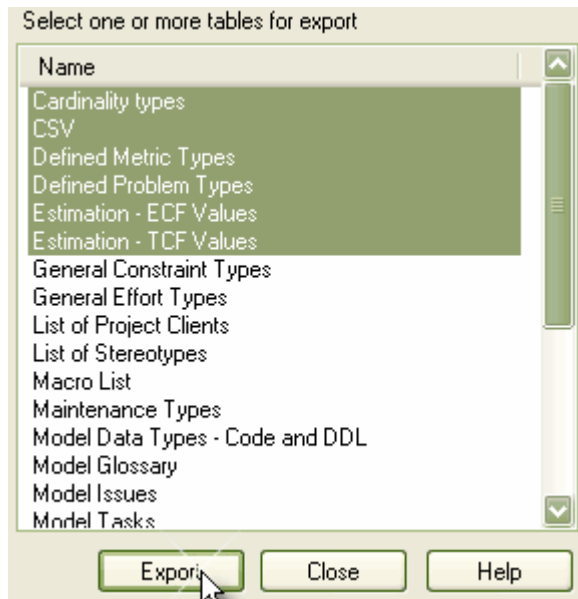 Select one or more tables for export
Name
Cardinality types
CSV
Defined Metric Types
Defined Problem Types
Estimation - ECF Values
Estimation - TCF Values
General Constraint Types
General Effort Types
List of Project Clients
List of Stereotypes
Macro List
Maintenance Types
Model Data Types - Code and DDL
Model Glossary
Model Issues
Model Tasks
Export Close Help